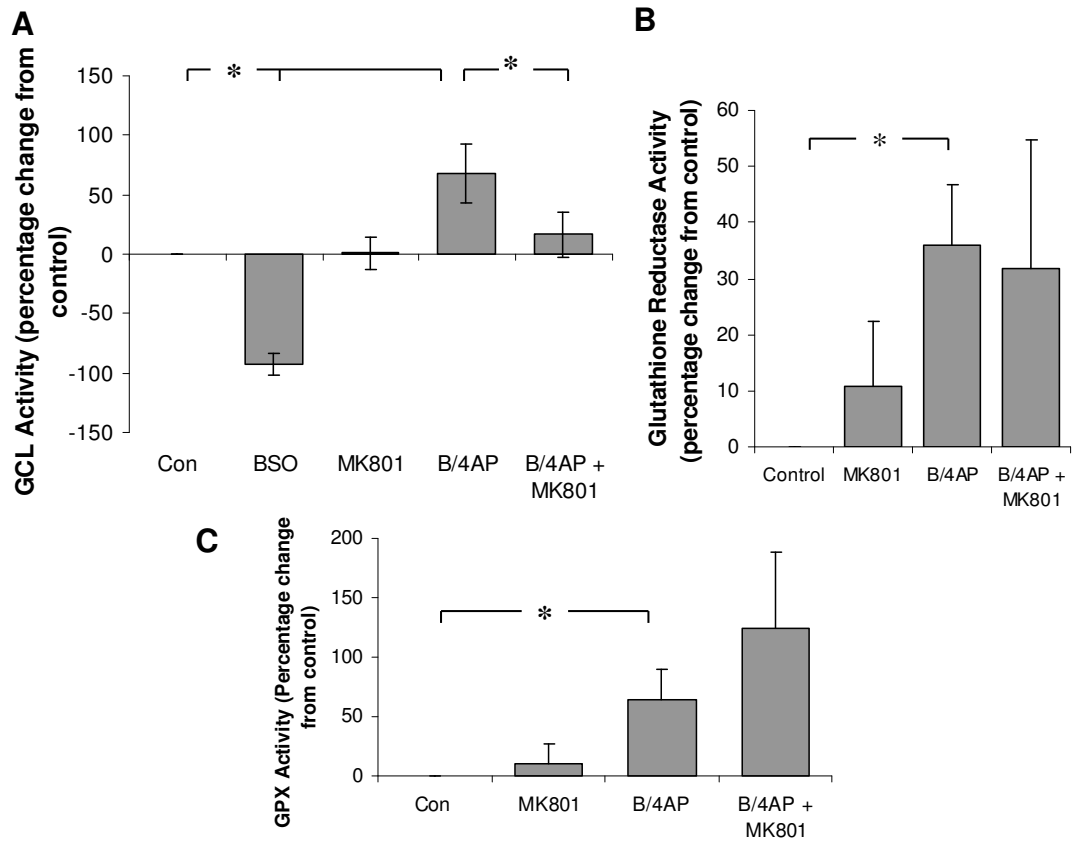 A
GCL Activity (percentage change from
control)
150
100
50
0
-50
-100
-150
*
*
Con
BSO
MK801
B/4AP
B/4AP +
MK801
B
Glutathione Reductase Activity
(percentage change from control)
60
50
40
30
20
10
0
*
Control
MK801
B/4AP
B/4AP +
MK801
C
GPX Activity (Percentage change
from control)
200
150
100
50
0
*
Con
MK801
B/4AP
B/4AP +
MK801